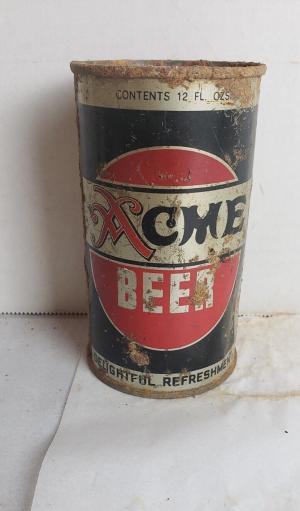 CONTENTS 12 FL. OZS.
ACME
BEER
DELIGHTFUL REFRESHMENT